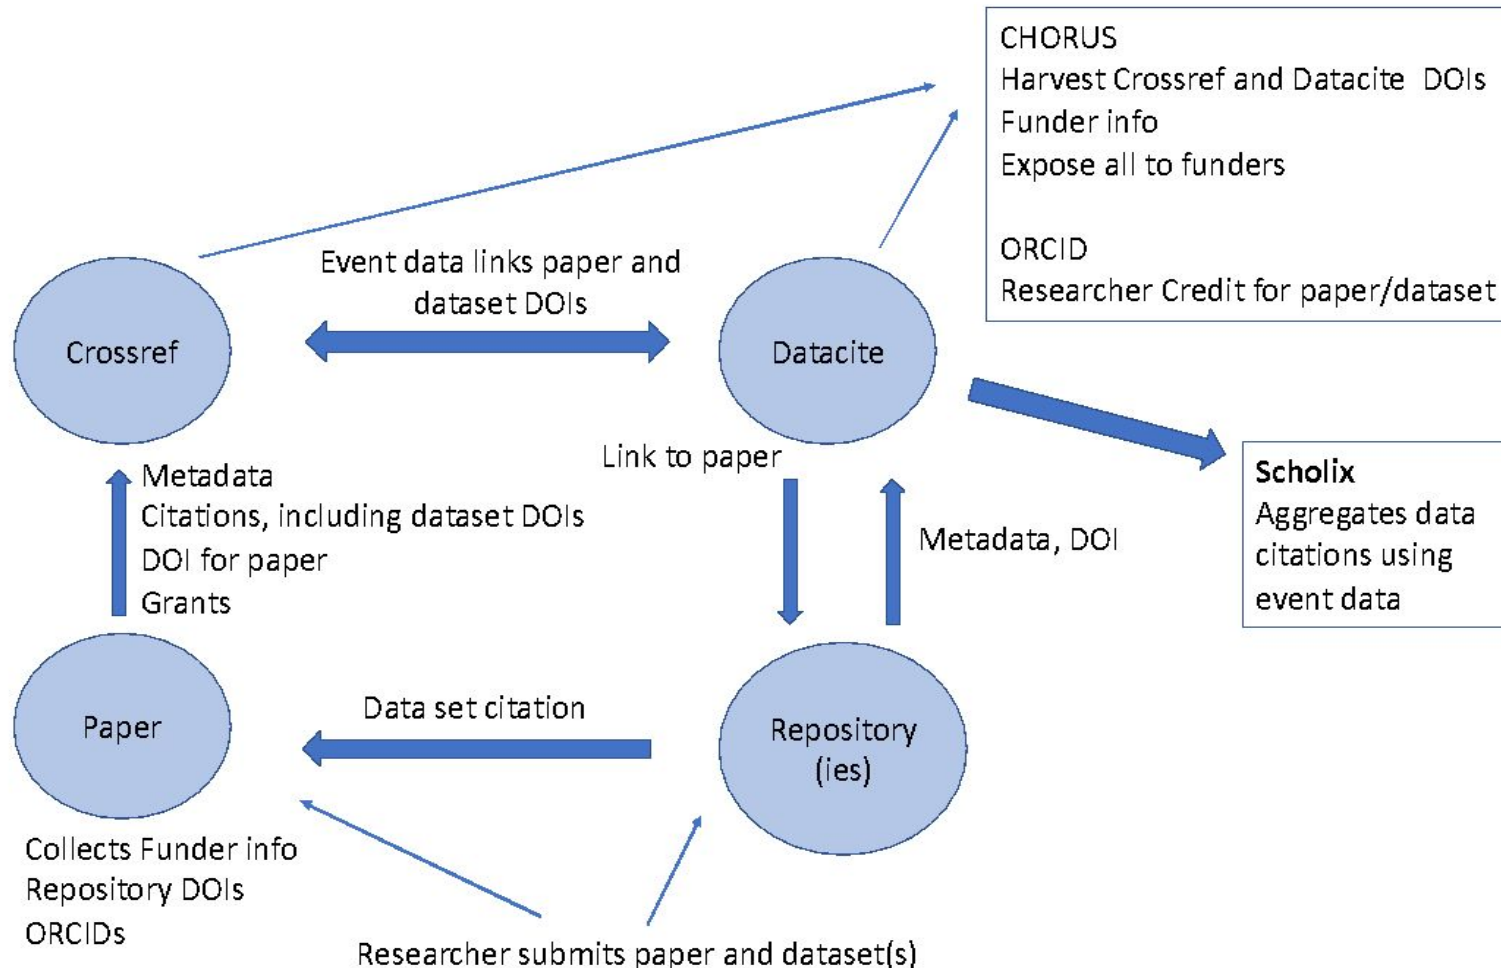 CHORUS
Harvest Crossref and Datacite DOIs
Funder info
Expose all to funders
ORCID
Researcher Credit for paper/dataset
Event data links paper and
dataset DOIs
Crossref
Datacite
Link to paper
Metadata
Citations, including dataset DOIs
DOI for paper
Grants
Metadata, DOI
Scholix
Aggregates data
citations using
event data
Paper
Data set citation
Repository
(ies)
Collects Funder info
Repository DOIs
ORCIDs
Researcher submits paper and dataset(s)